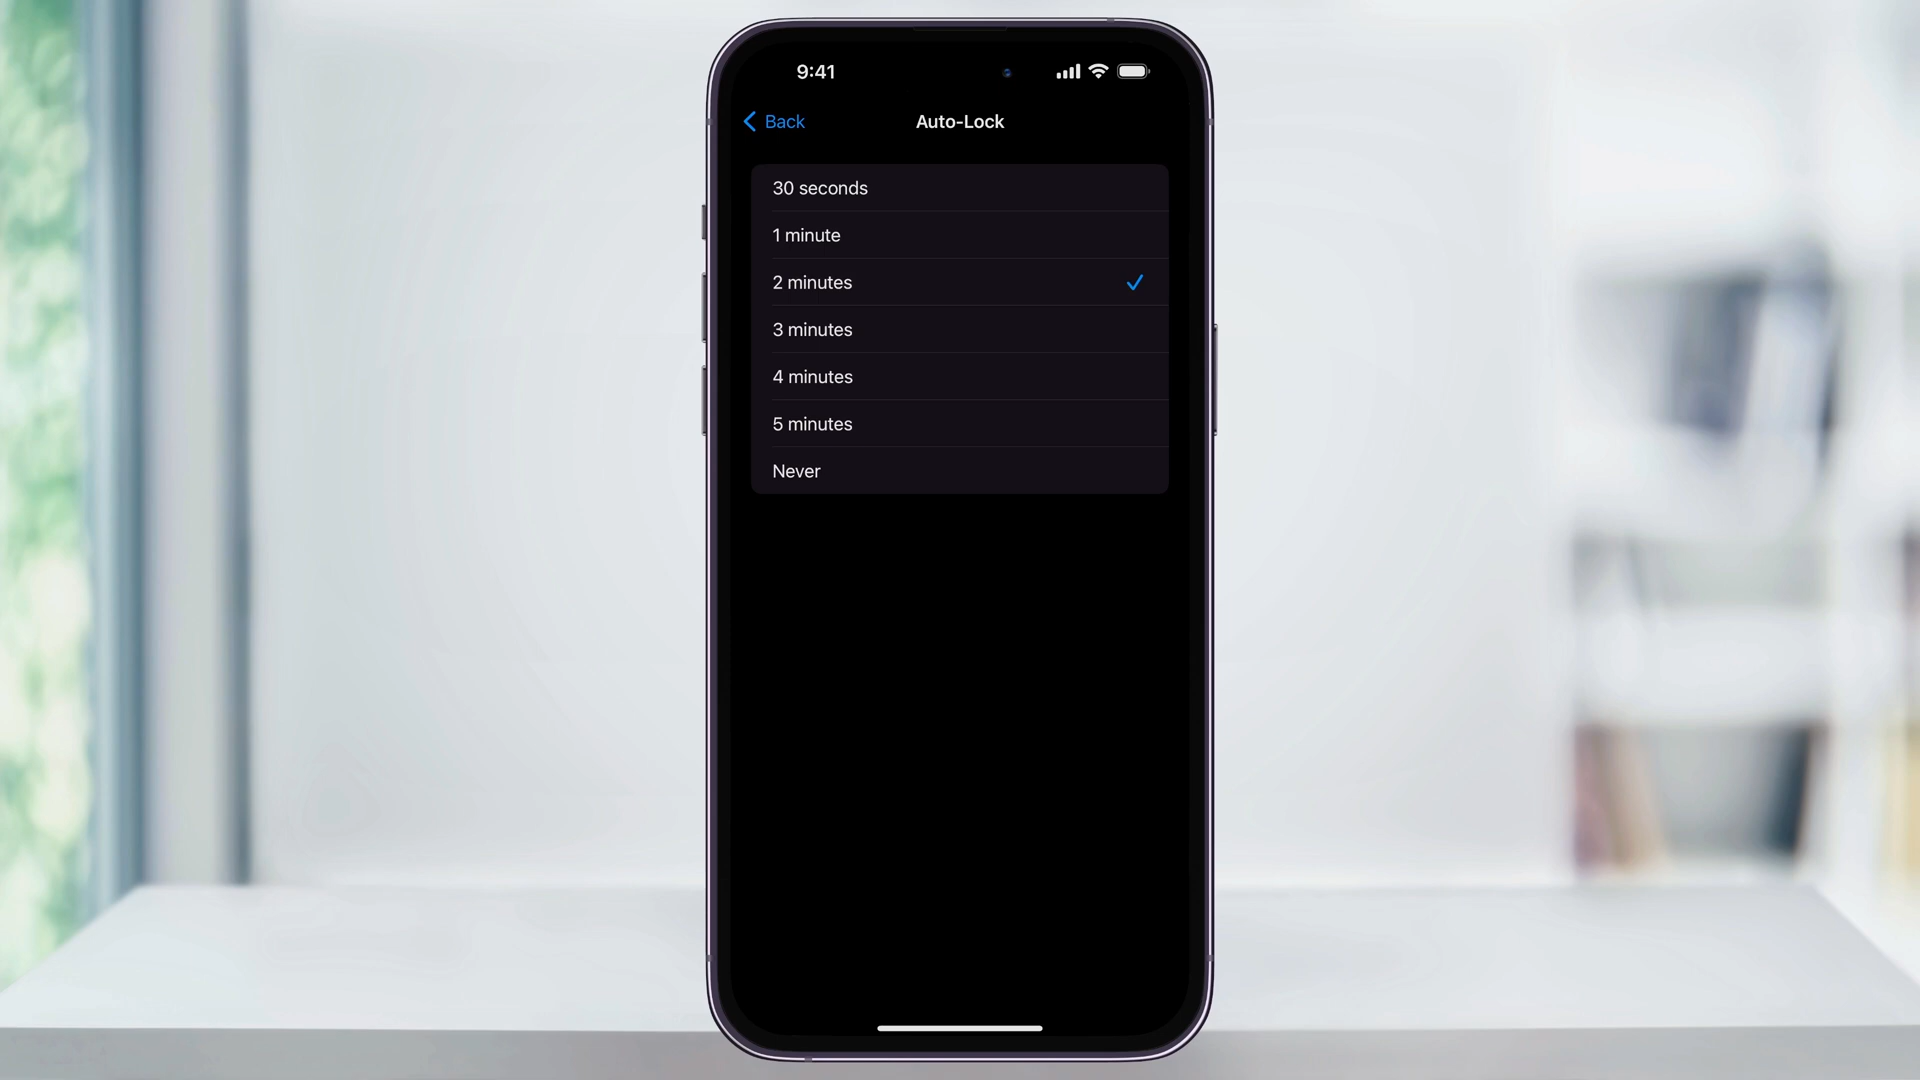 9:41
Back
Auto-Lock
30 seconds
1 minute
2 minutes
3 minutes
4 minutes
5 minutes
Never